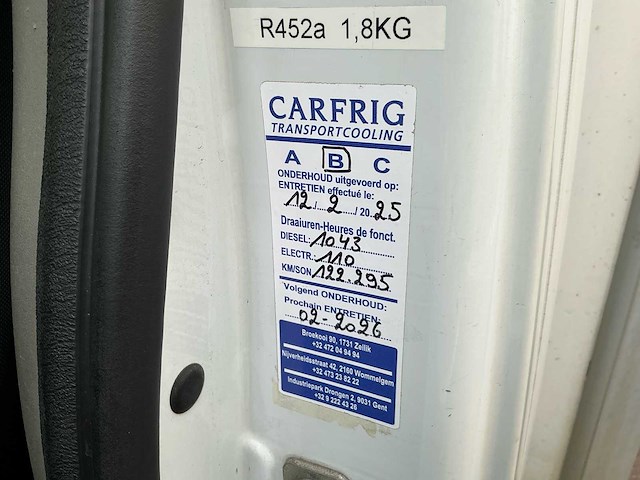 R452a 1,8KG
CARFRIG
TRANSPORTCOOLING
A B C
ONDERHOUD uitgevoerd op:
ENTRETIEN effectué le:
12/2/2025
Draaiuren-Heures de fonct.
DIESEL: 1043
ELECTR.: 110
KM/SON 122.295
Volgend ONDERHOUD:
Prochain ENTRETIEN:
02-2026
Broekooi 90, 1731 Zellik
+32 472 04 94 94
Nijverheidsstraat 42, 2160 Wommelgem
+32 473 23 82 22
Industriepark Drongen 2, 9031 Gent
+32 9 222 43 26